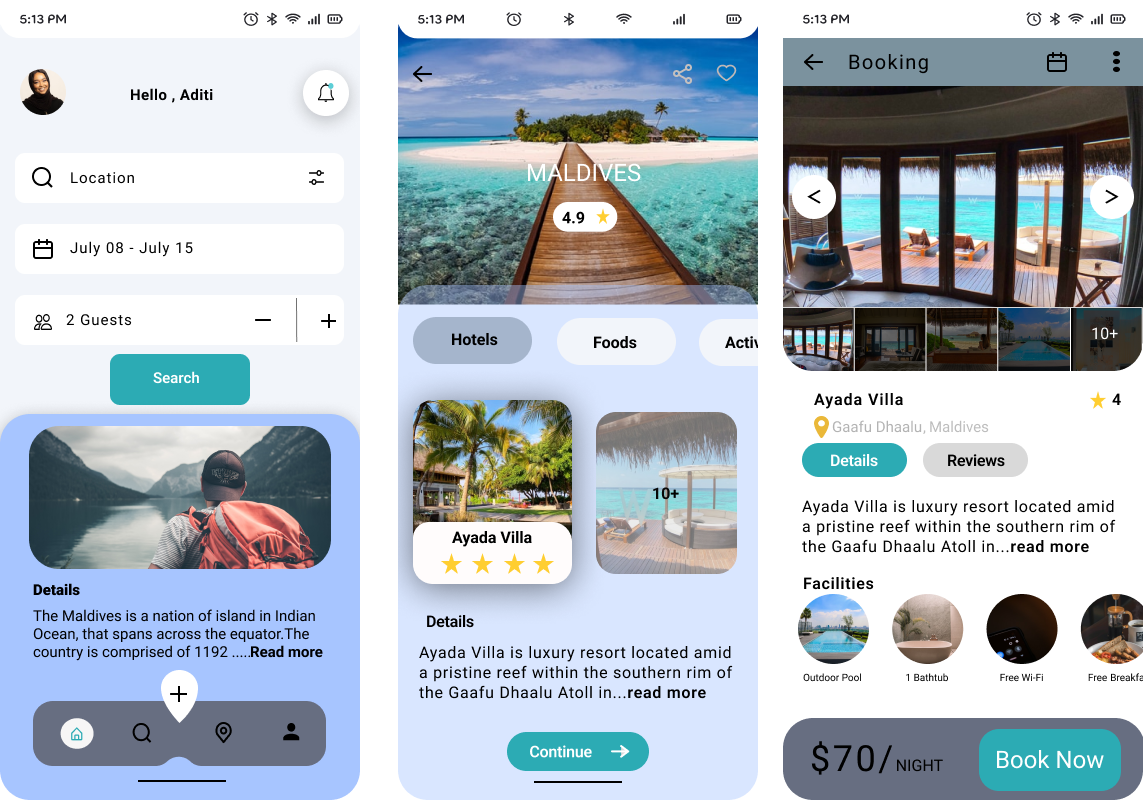 5:13 PM
Hello , Aditi
Location
July 08 - July 15
2 Guests
Search
Details
The Maldives is a nation of island in Indian
Ocean, that spans across the equator.The
country is comprised of 1192 .....Read more
5:13 PM
MALDIVES
4.9
Hotels
Foods
Activ
Ayada Villa
10+
Details
Ayada Villa is luxury resort located amid
a pristine reef within the southern rim of
the Gaafu Dhaalu Atoll in...read more
Continue
5:13 PM
Booking
<
>
10+
Ayada Villa
4
Gaafu Dhaalu, Maldives
Details
Reviews
Ayada Villa is luxury resort located amid
a pristine reef within the southern rim of
the Gaafu Dhaalu Atoll in...read more
Facilities
Outdoor Pool
1 Bathtub
Free Wi-Fi
Free Breakfa
$70/ NIGHT
Book Now